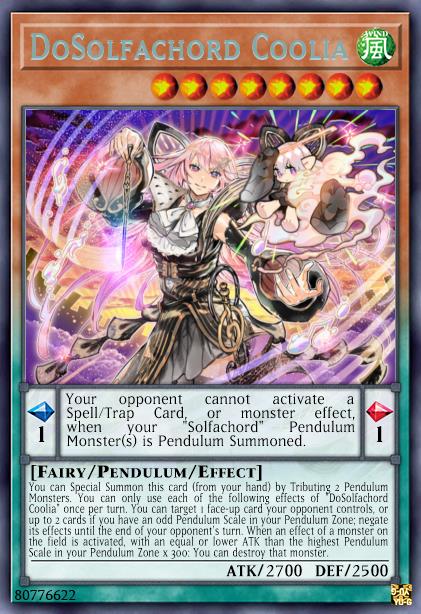 DoSolfachord Coolia
WIND
風
Your opponent cannot activate a
Spell/Trap Card, or monster effect,
when your "Solfachord" Pendulum
Monster(s) is Pendulum Summoned.
1
1
[Fairy/Pendulum/Effect]
You can Special Summon this card (from your hand) by Tributing 2 Pendulum
Monsters. You can only use each of the following effects of "DoSolfachord
Coolia" once per turn. You can target 1 face-up card your opponent controls, or
up to 2 cards if you have an odd Pendulum Scale in your Pendulum Zone; negate
its effects until the end of your opponent's turn. When an effect of a monster on
the field is activated, with an equal or lower ATK than the highest Pendulum
Scale in your Pendulum Zone x 300: You can destroy that monster.
ATK/2700 DEF/2500
80776622